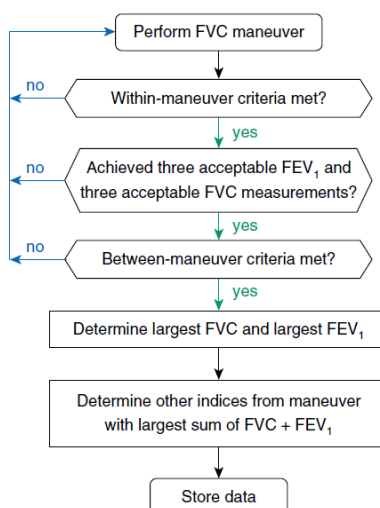 Perform FVC maneuver
no
Within-maneuver criteria met?
yes
no
Achieved three acceptable FEV₁ and
three acceptable FVC measurements?
yes
no
Between-maneuver criteria met?
yes
Determine largest FVC and largest FEV₁
Determine other indices from maneuver
with largest sum of FVC + FEV₁
Store data